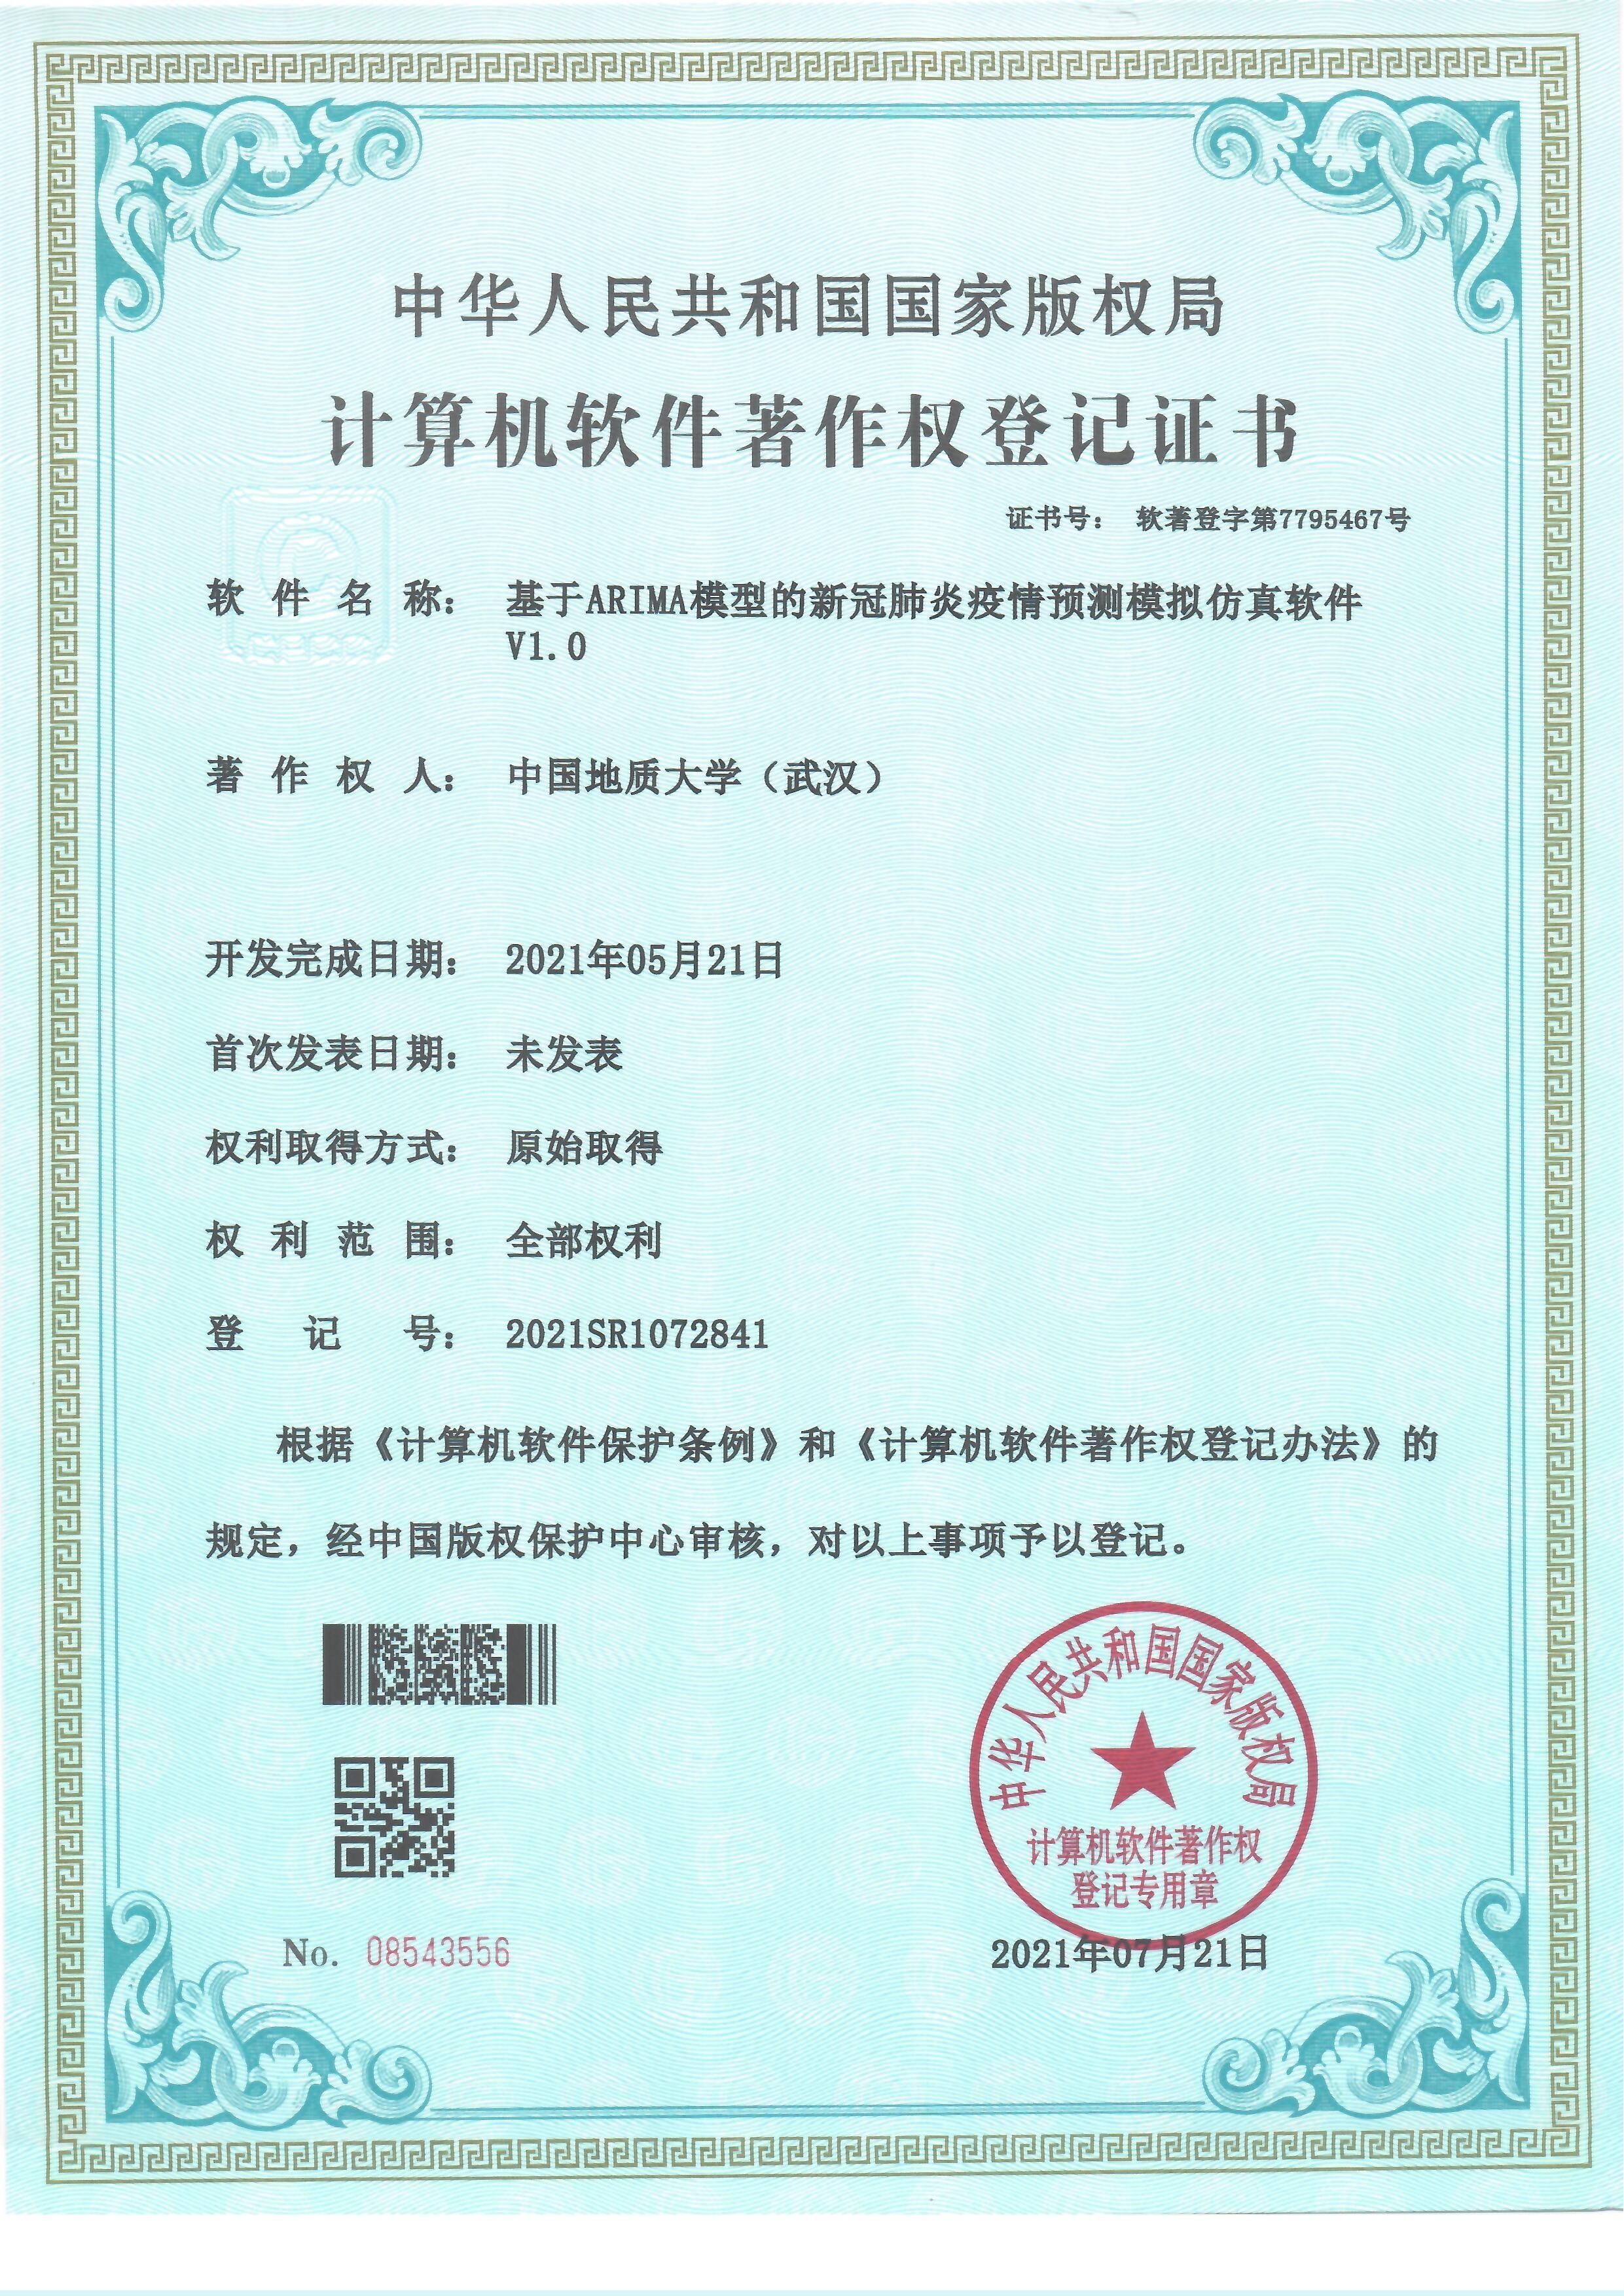 中华人民共和国国家版权局
计算机软件著作权登记证书
证书号： 软著登字第7795467号
软件名称： 基于ARIMA模型的新冠肺炎疫情预测模拟仿真软件
V1.0
著作权人： 中国地质大学（武汉）
开发完成日期： 2021年05月21日
首次发表日期： 未发表
权利取得方式： 原始取得
权利范围： 全部权利
登记号： 2021SR1072841
根据《计算机软件保护条例》和《计算机软件著作权登记办法》的
规定，经中国版权保护中心审核，对以上事项予以登记。
中华人民共和国国家版权局
计算机软件著作权
登记专用章
No. 08543556
2021年07月21日